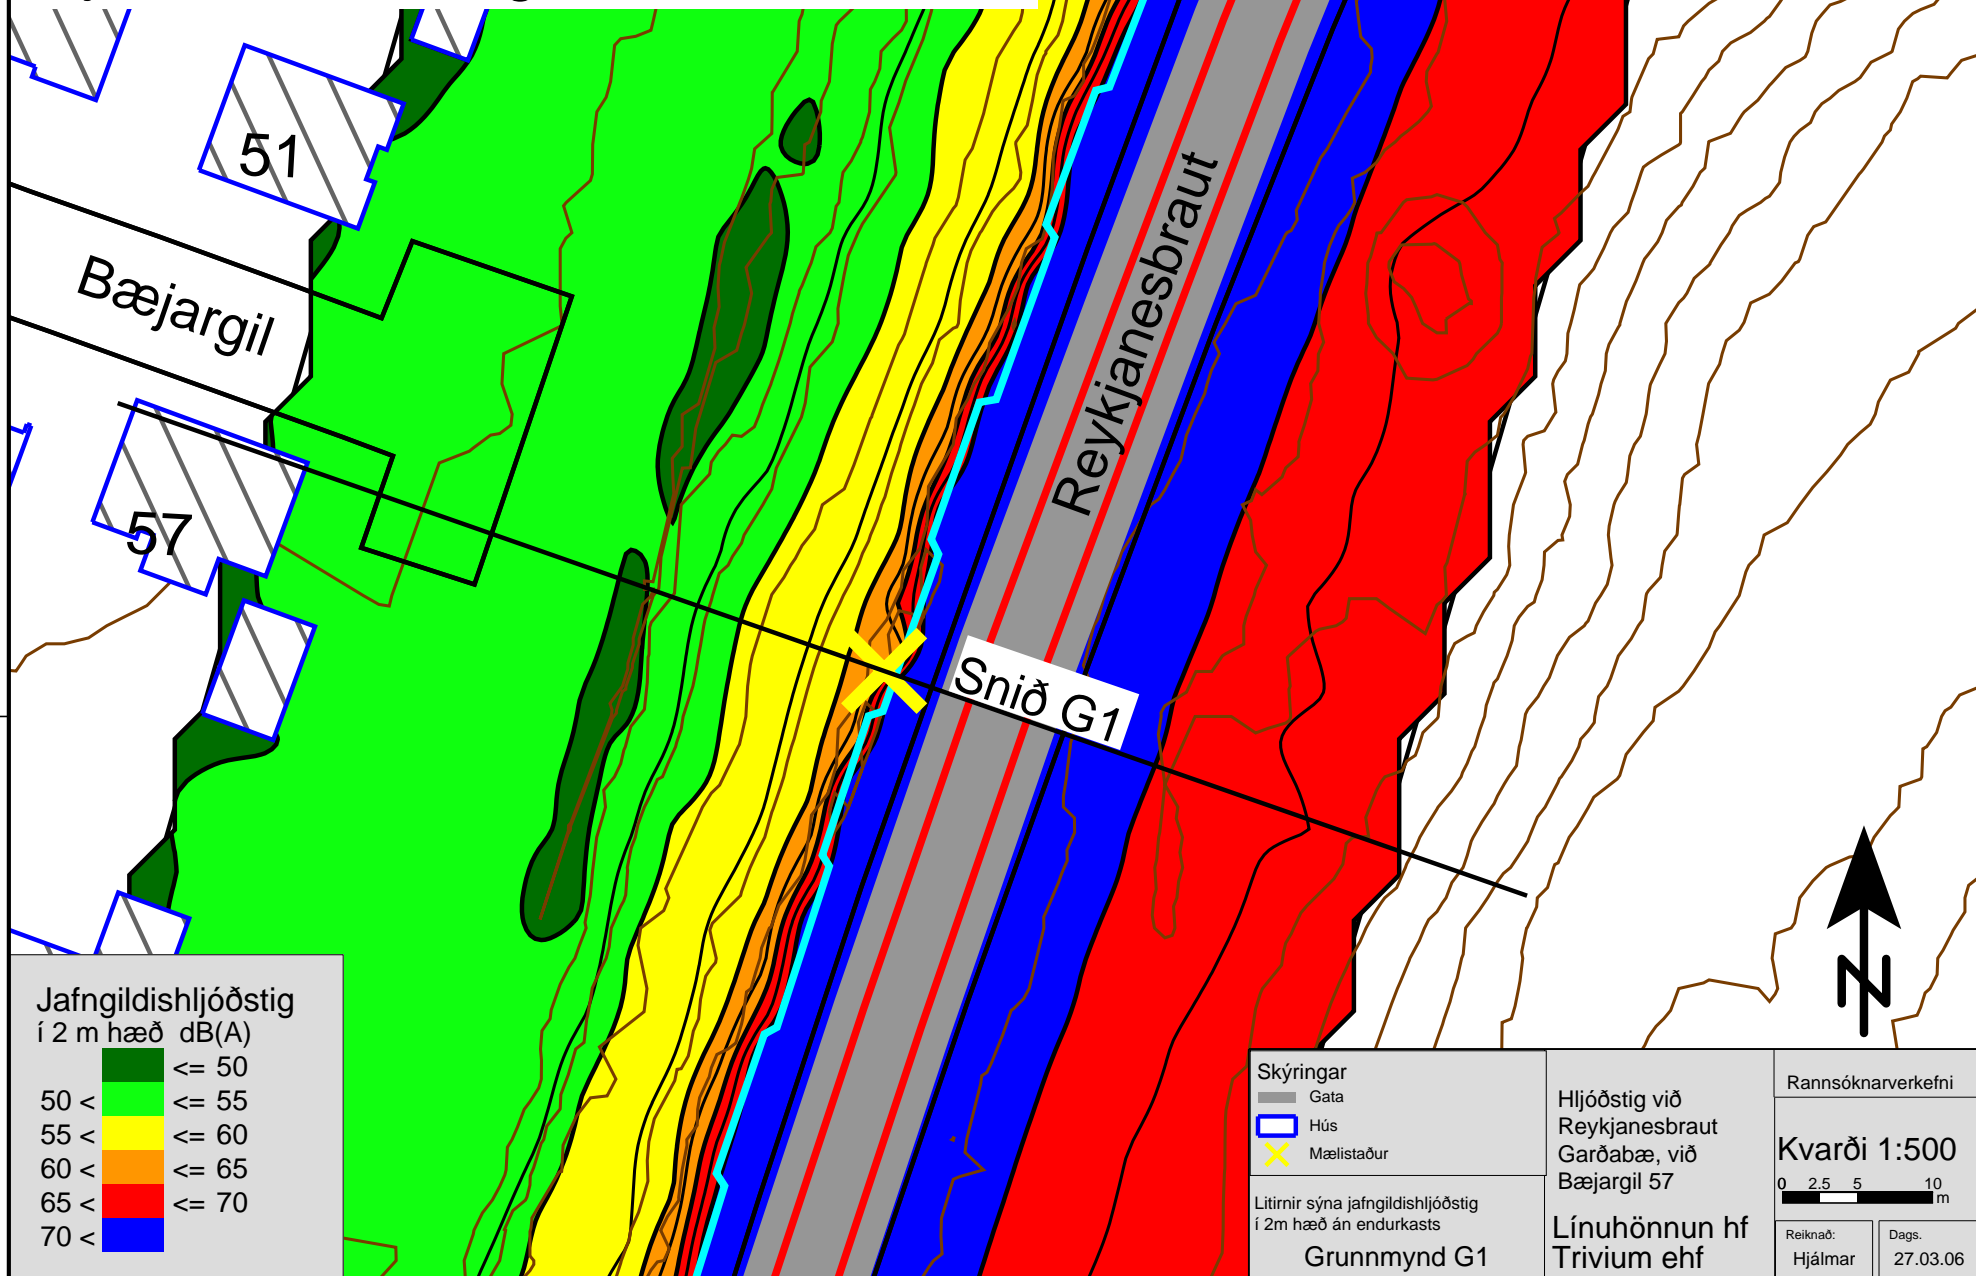 51
Bæjargil
57
Reykjanesbraut
Snið G1
N
Jafngildishljóðstig
í 2 m hæð dB(A)
<= 50
50 < <= 55
55 < <= 60
60 < <= 65
65 < <= 70
70 <
Skýringar
Gata
Hús
Mælistaður
Litirnir sýna jafngildishljóðstig
í 2m hæð án endurkasts
Grunnmynd G1
Hljóðstig við
Reykjanesbraut
Garðabæ, við
Bæjargil 57
Línuhönnun hf
Trivium ehf
Rannsóknarverkefni
Kvarði 1:500
0 2.5 5 10
m
Reiknað:
Hjálmar
Dags.
27.03.06